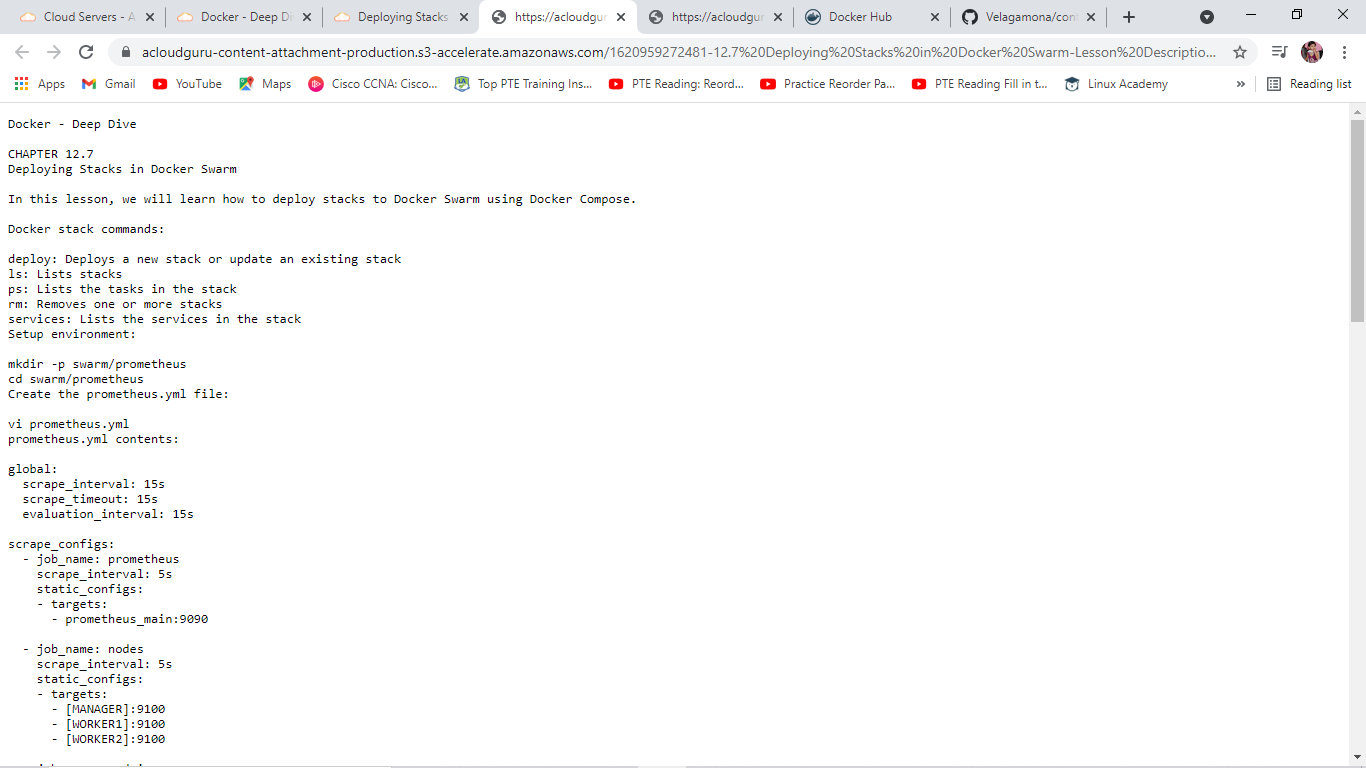 Cloud Servers - A
Docker - Deep Di
Deploying Stacks
https://acloudgur
https://acloudgur
Docker Hub
Velagamona/cont
acloudguru-content-attachment-production.s3-accelerate.amazonaws.com/1620959272481-12.7%20Deploying%20Stacks%20in%20Docker%20Swarm-Lesson%20Descriptio...
Apps
Gmail
YouTube
Maps
Cisco CCNA: Cisco...
Top PTE Training Ins...
PTE Reading: Reord...
Practice Reorder Pa...
PTE Reading Fill in t...
Linux Academy
»
Reading list
Docker - Deep Dive
CHAPTER 12.7
Deploying Stacks in Docker Swarm
In this lesson, we will learn how to deploy stacks to Docker Swarm using Docker Compose.
Docker stack commands:
deploy: Deploys a new stack or update an existing stack
ls: Lists stacks
ps: Lists the tasks in the stack
rm: Removes one or more stacks
services: Lists the services in the stack
Setup environment:
mkdir -p swarm/prometheus
cd swarm/prometheus
Create the prometheus.yml file:
vi prometheus.yml
prometheus.yml contents:
global:
  scrape_interval: 15s
  scrape_timeout: 15s
  evaluation_interval: 15s
scrape_configs:
  - job_name: prometheus
    scrape_interval: 5s
    static_configs:
    - targets:
      - prometheus_main:9090
  - job_name: nodes
    scrape_interval: 5s
    static_configs:
    - targets:
      - [MANAGER]:9100
      - [WORKER1]:9100
      - [WORKER2]:9100